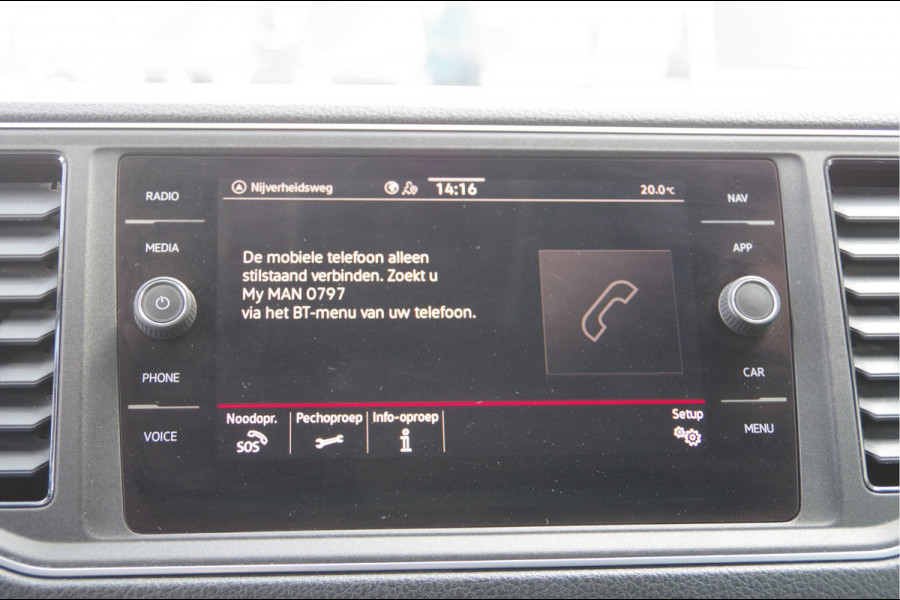 RADIO
MEDIA
PHONE
VOICE
Nijverheidsweg
14:16
20.0°C
De mobiele telefoon alleen
stilstaand verbinden. Zoekt u
My MAN 0797
via het BT-menu van uw telefoon.
Noodopr.
SOS
Pechoproep
Info-oproep
Setup
NAV
APP
CAR
MENU